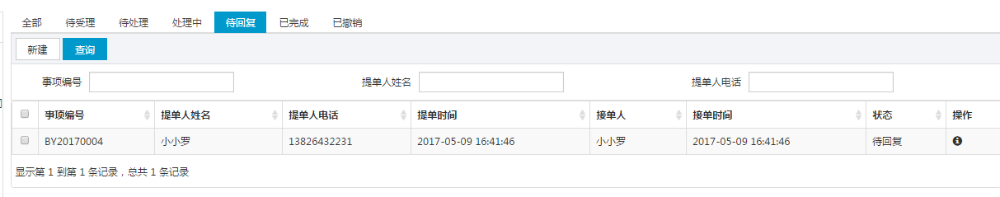 全部 待受理 待处理 处理中 待回复 已完成 已撤销
新建 查询
事项编号 提单人姓名 提单人电话
事项编号 提单人姓名 提单人电话 提单时间 接单人 接单时间 状态 操作
BY20170004 小小罗 13826432231 2017-05-09 16:41:46 小小罗 2017-05-09 16:41:46 待回复
显示第 1 到第 1 条记录，总共 1 条记录